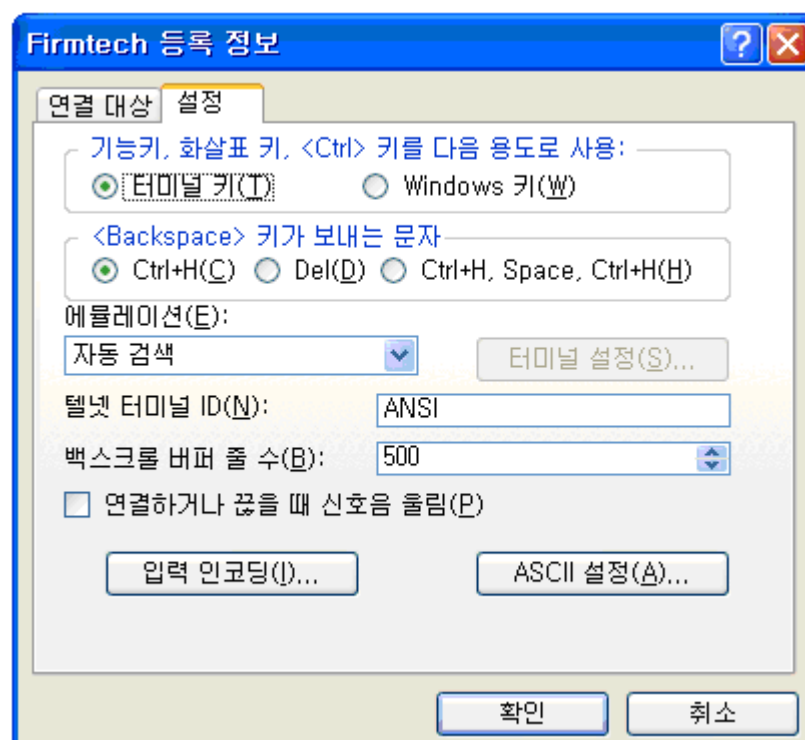 Firmtech 등록 정보
연결 대상 설정
기능키, 화살표 키, <Ctrl> 키를 다음 용도로 사용:
터미널 키(T) Windows 키(W)
<Backspace> 키가 보내는 문자
Ctrl+H(C) Del(D) Ctrl+H, Space, Ctrl+H(H)
에뮬레이션(E):
자동 검색 터미널 설정(S)...
텔넷 터미널 ID(N): ANSI
백스크롤 버퍼 줄 수(B): 500
연결하거나 끊을 때 신호음 울림(P)
입력 인코딩(I)... ASCII 설정(A)...
확인 취소